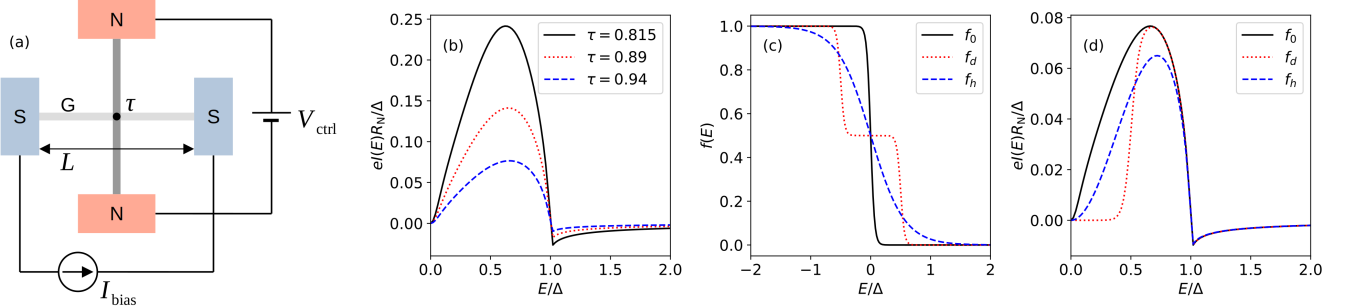 (a)
N
S
G
τ
S
L
N
V_ctrl
I_bias
(b)
τ = 0.815
τ = 0.89
τ = 0.94
eI(E)R_N/Δ
0.25
0.20
0.15
0.10
0.05
0.00
0.0 0.5 1.0 1.5 2.0
E/Δ
(c)
f_0
f_d
f_h
f(E)
1.0
0.8
0.6
0.4
0.2
0.0
−2 −1 0 1 2
E/Δ
(d)
f_0
f_d
f_h
eI(E)R_N/Δ
0.08
0.06
0.04
0.02
0.00
0.0 0.5 1.0 1.5 2.0
E/Δ